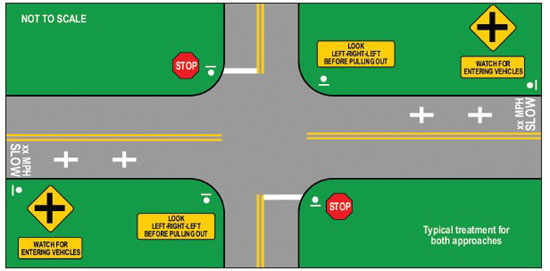 NOT TO SCALE
STOP
LOOK
LEFT-RIGHT-LEFT
BEFORE PULLING OUT
WATCH FOR
ENTERING VEHICLES
SLOW
xx MPH
xx MPH
SLOW
WATCH FOR
ENTERING VEHICLES
LOOK
LEFT-RIGHT-LEFT
BEFORE PULLING OUT
STOP
Typical treatment for
both approaches